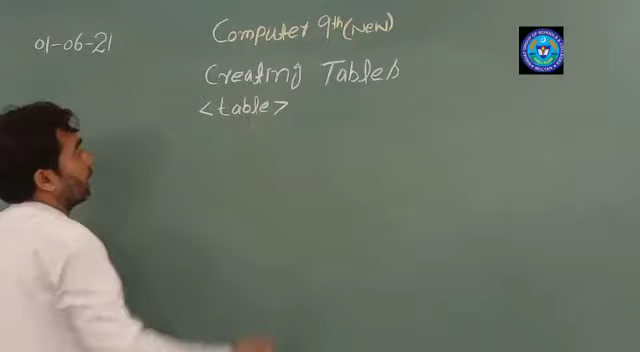 01-06-21
Computer 9th (New)
Creating Tables
<table>